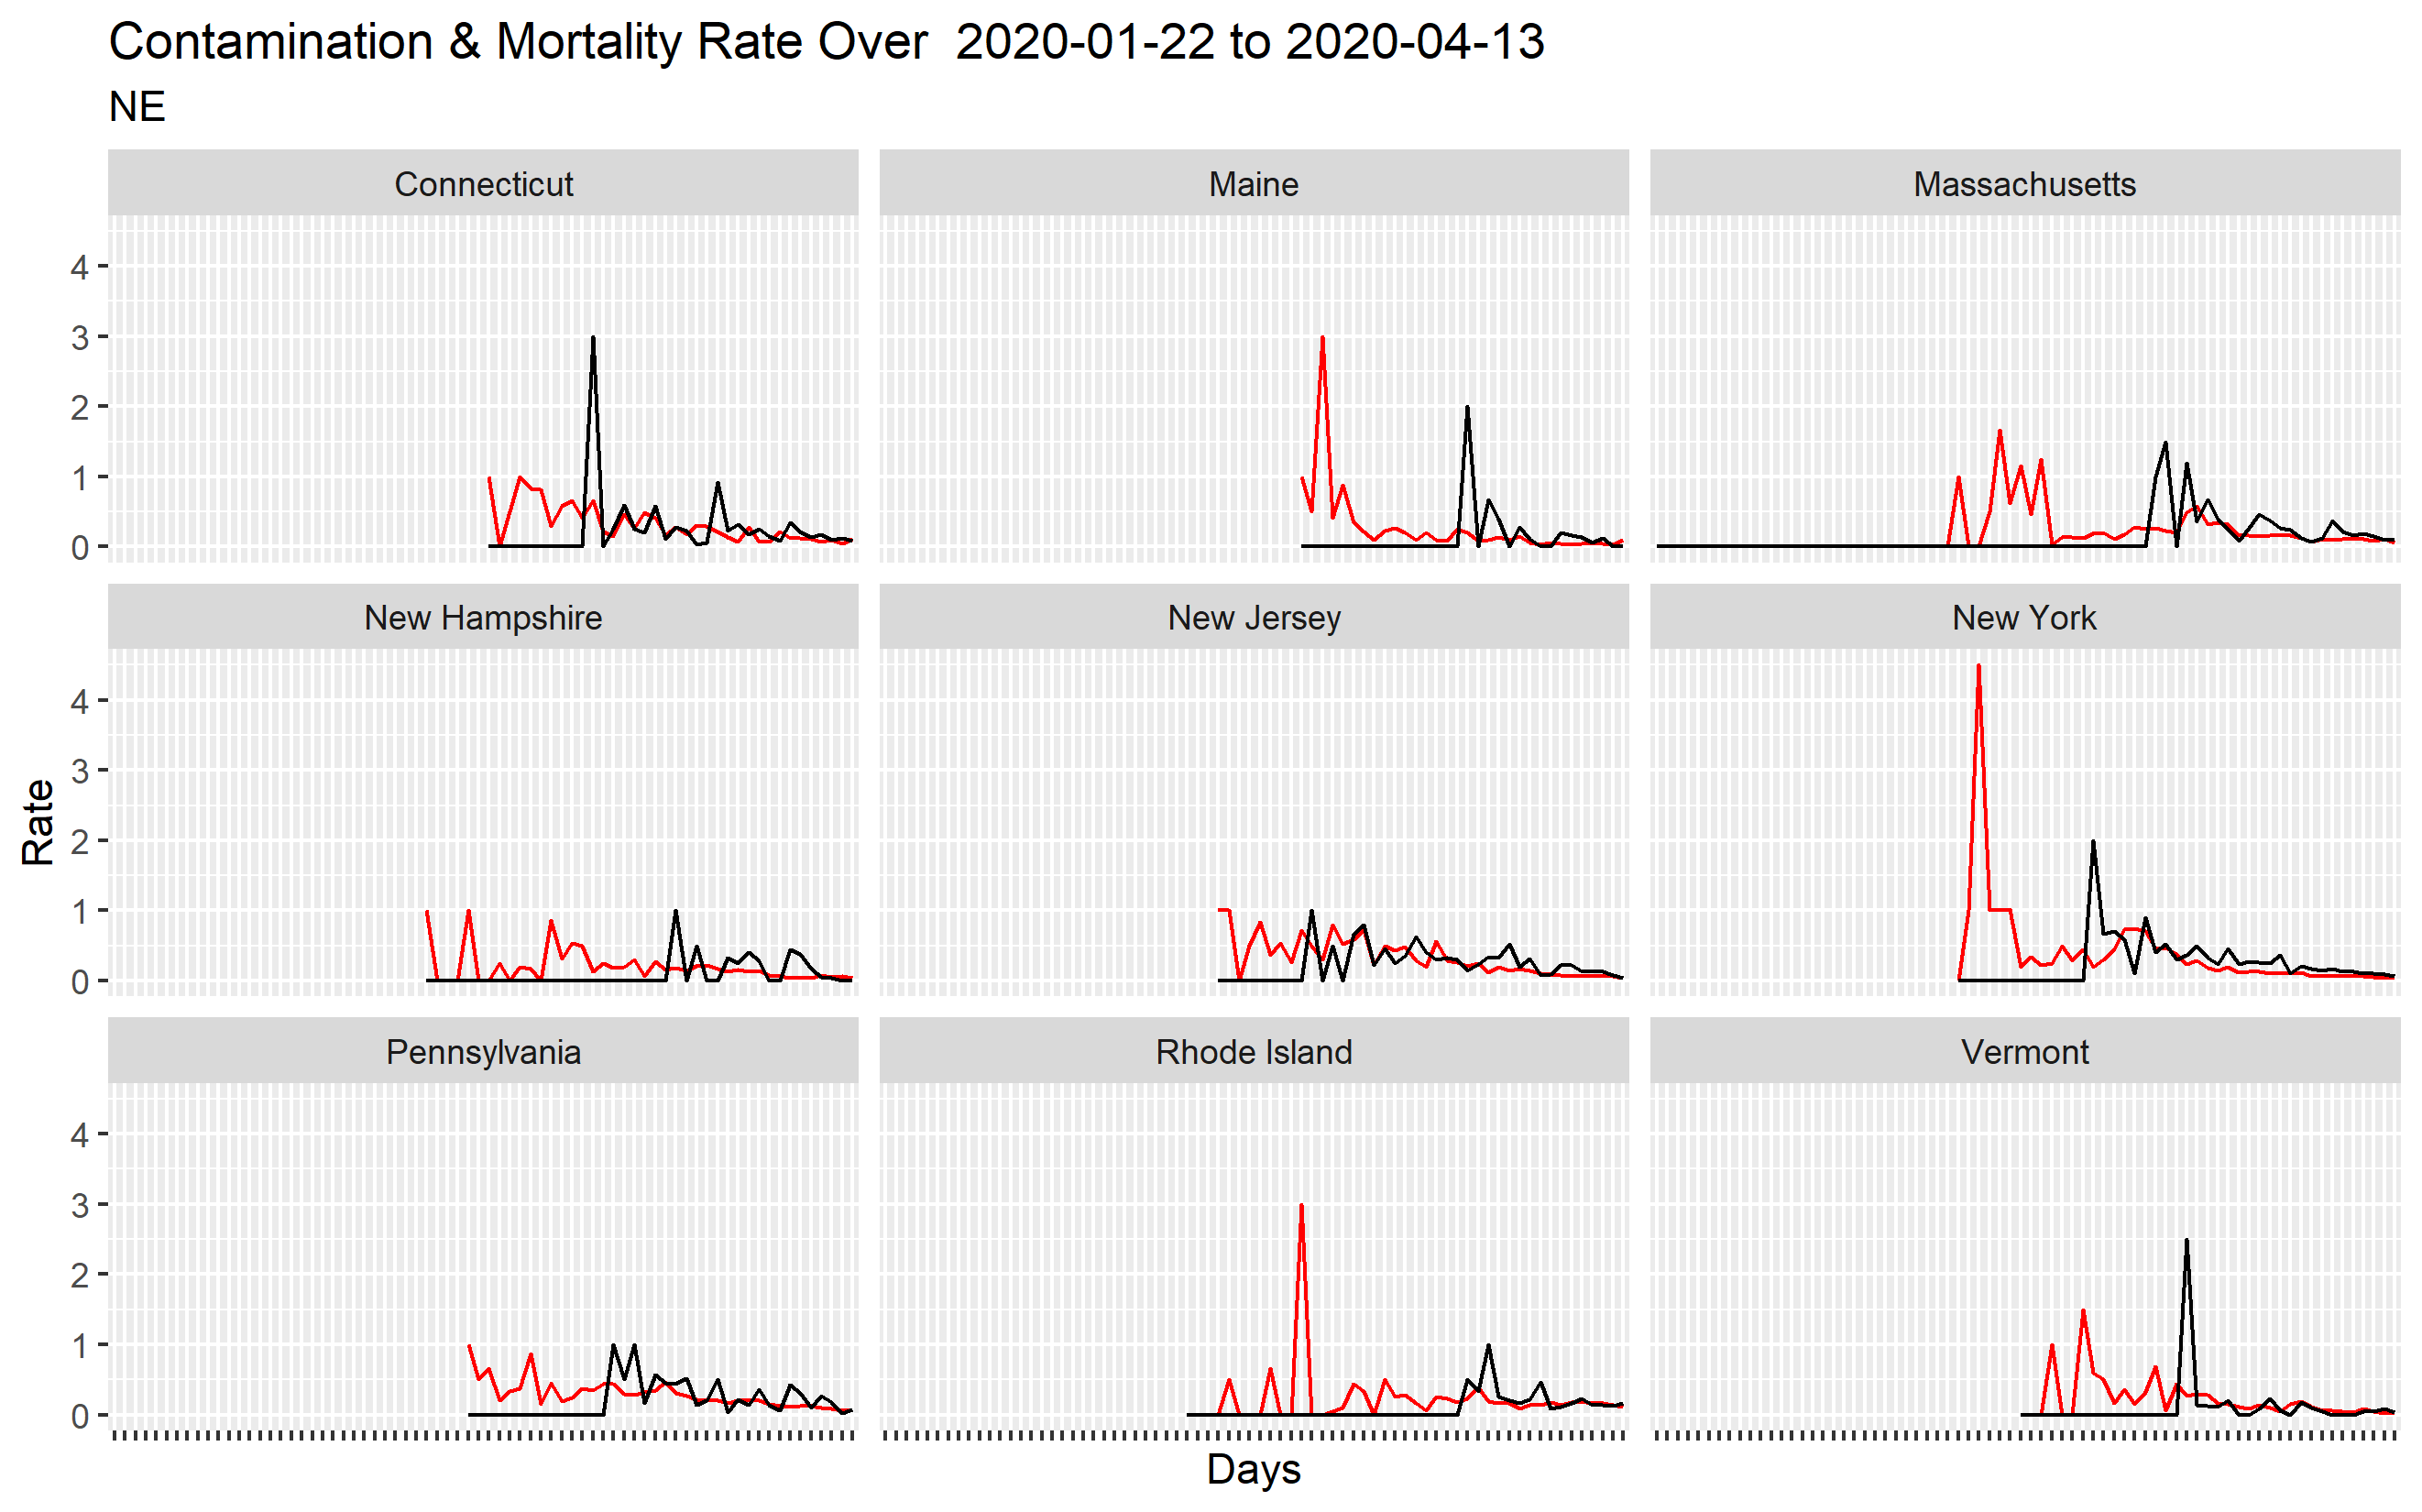 Contamination & Mortality Rate Over  2020-01-22 to 2020-04-13
NE
Connecticut
Maine
Massachusetts
4
3
2
1
0
New Hampshire
New Jersey
New York
4
3
2
1
0
Rate
Pennsylvania
Rhode Island
Vermont
4
3
2
1
0
Days